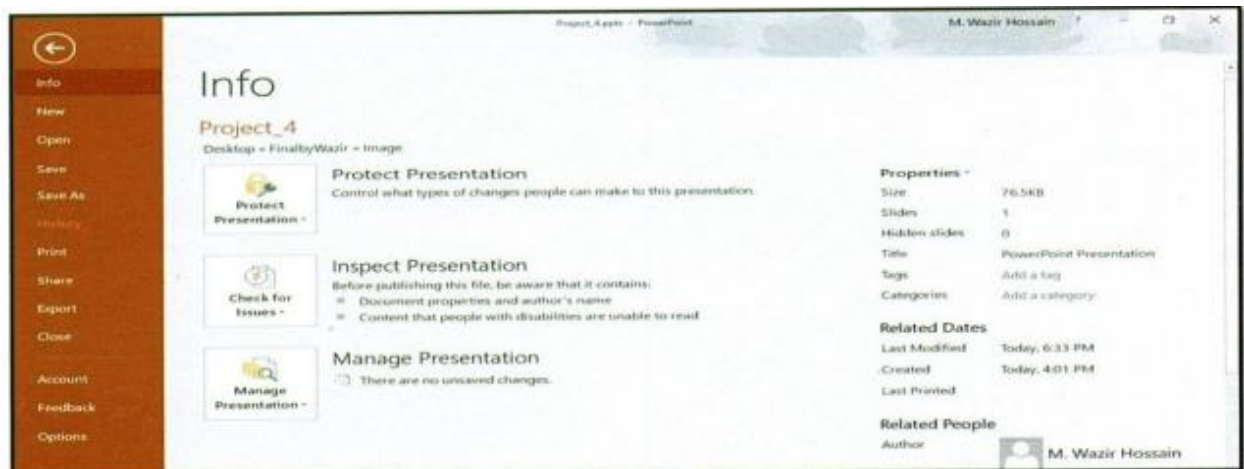 Project_4.pptx - PowerPoint
M. Wazir Hossain ?
Info
New
Open
Save
Save As
History
Print
Share
Export
Close
Account
Feedback
Options
Info
Project_4
Desktop » FinalbyWazir » Image
Protect Presentation
Protect Presentation
Control what types of changes people can make to this presentation.
Check for Issues
Inspect Presentation
Before publishing this file, be aware that it contains:
Document properties and author's name
Content that people with disabilities are unable to read
Manage Presentation
Manage Presentation
There are no unsaved changes.
Properties
Size 76.5KB
Slides 1
Hidden slides 0
Title PowerPoint Presentation
Tags Add a tag
Categories Add a category
Related Dates
Last Modified Today, 6:33 PM
Created Today, 4:01 PM
Last Printed
Related People
Author M. Wazir Hossain